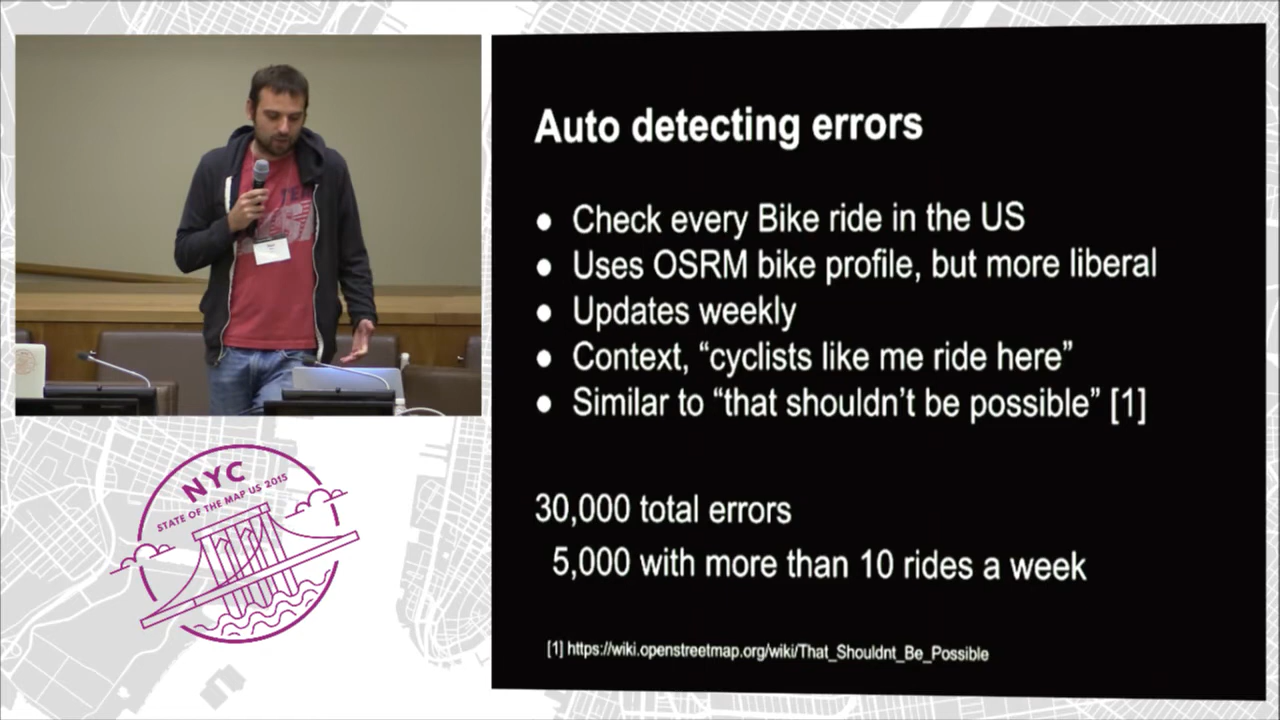 Auto detecting errors
● Check every Bike ride in the US
● Uses OSRM bike profile, but more liberal
● Updates weekly
● Context, “cyclists like me ride here”
● Similar to “that shouldn’t be possible” [1]
30,000 total errors
5,000 with more than 10 rides a week
[1] https://wiki.openstreetmap.org/wiki/That_Shouldnt_Be_Possible
NYC
STATE OF THE MAP US 2015